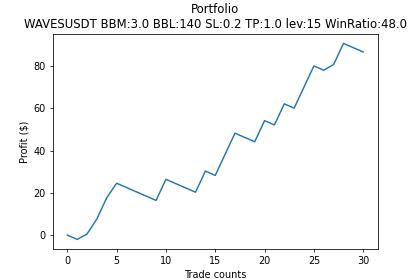 Portfolio
WAVESUSDT BBM:3.0 BBL:140 SL:0.2 TP:1.0 lev:15 WinRatio:48.0
Profit ($)
80
60
40
20
0
0 5 10 15 20 25 30
Trade counts